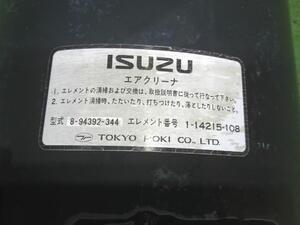 ISUZU
エアクリーナ
1. エレメントの清掃および交換は、取扱説明書に従って行なって下さい。
2. エレメント清掃時、たたいたり、打ちつけたり、落としたりしないこと。
型式 8-94392-344 エレメント番号 1-14215-108
TOKYO ROKI CO., LTD.